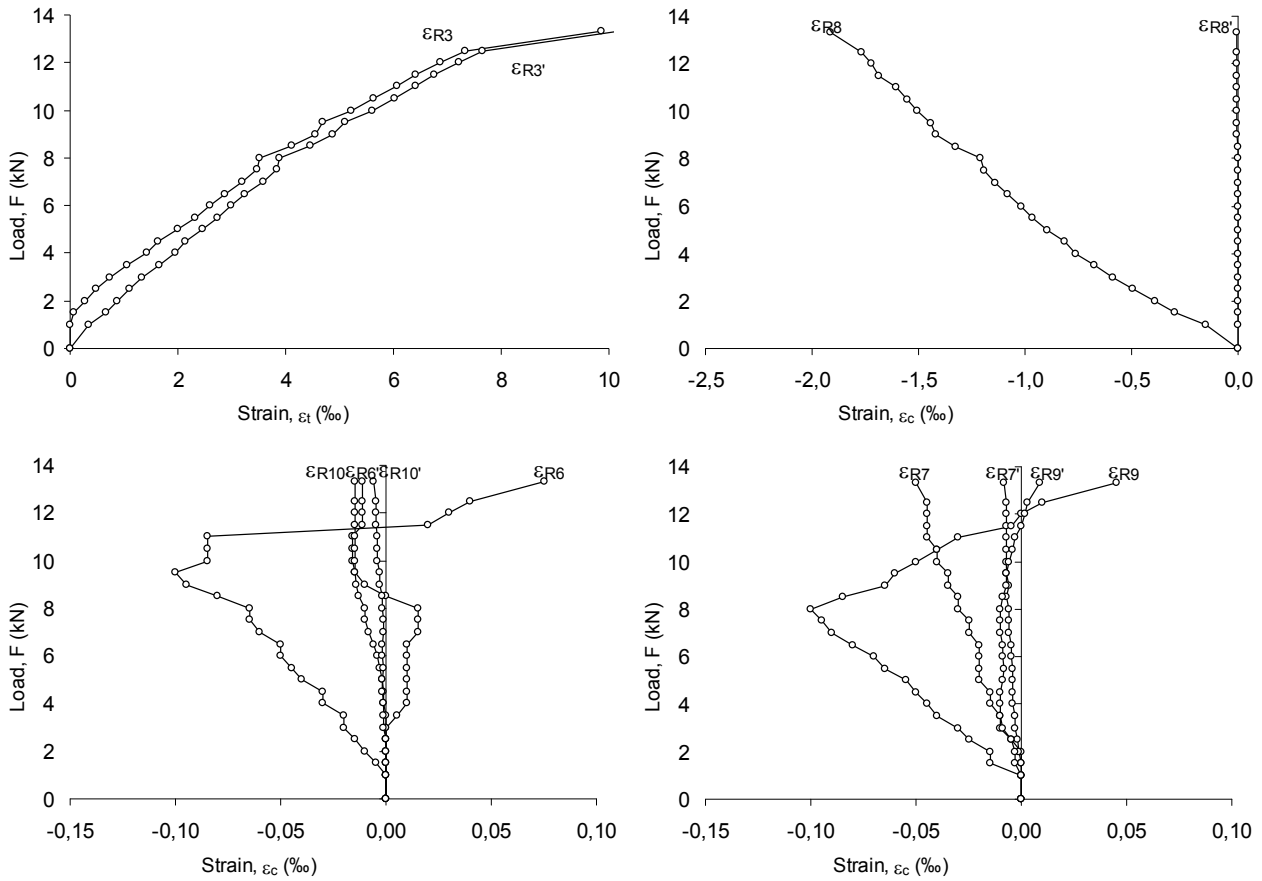 14
12
10
8
6
4
2
0
Load, F (kN)
εR3
εR3'
0 2 4 6 8 10
Strain, εt (‰)
14
12
10
8
6
4
2
0
Load, F (kN)
εR8 εR8'
-2,5 -2,0 -1,5 -1,0 -0,5 0,0
Strain, εc (‰)
14
12
10
8
6
4
2
0
Load, F (kN)
εR10 εR6' εR10' εR6
-0,15 -0,10 -0,05 0,00 0,05 0,10
Strain, εc (‰)
14
12
10
8
6
4
2
0
Load, F (kN)
εR7 εR7' εR9' εR9
-0,15 -0,10 -0,05 0,00 0,05 0,10
Strain, εc (‰)